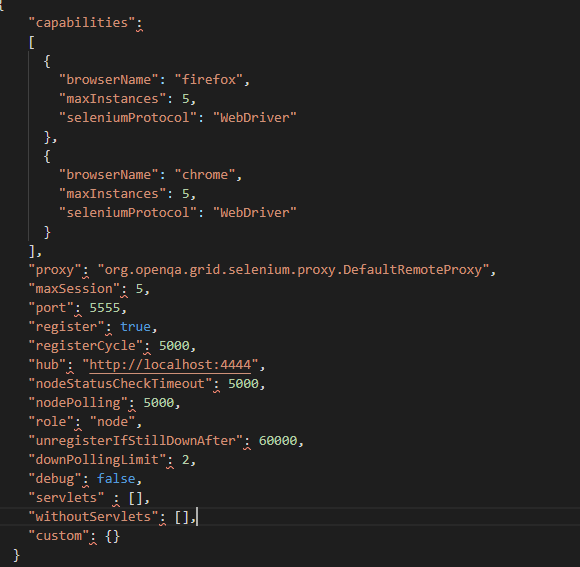 {
"capabilities":
[
{
"browserName": "firefox",
"maxInstances": 5,
"seleniumProtocol": "WebDriver"
},
{
"browserName": "chrome",
"maxInstances": 5,
"seleniumProtocol": "WebDriver"
}
],
"proxy": "org.openqa.grid.selenium.proxy.DefaultRemoteProxy",
"maxSession": 5,
"port": 5555,
"register": true,
"registerCycle": 5000,
"hub": "http://localhost:4444",
"nodeStatusCheckTimeout": 5000,
"nodePolling": 5000,
"role": "node",
"unregisterIfStillDownAfter": 60000,
"downPollingLimit": 2,
"debug": false,
"servlets" : [],
"withoutServlets": [],
"custom": {}
}